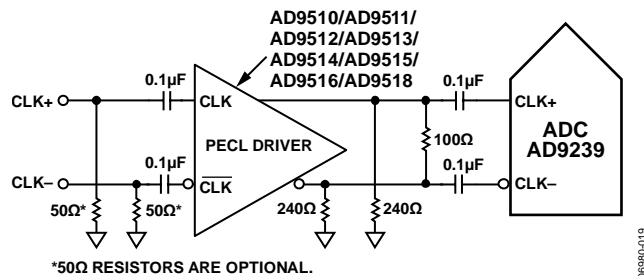 AD9510/AD9511/
AD9512/AD9513/
AD9514/AD9515/
AD9516/AD9518
0.1µF
0.1µF
CLK+
CLK
CLK+
PECL DRIVER
100Ω
ADC
AD9239
0.1µF
0.1µF
CLK–
CLK
CLK–
50Ω*
50Ω*
240Ω
240Ω
*50Ω RESISTORS ARE OPTIONAL.